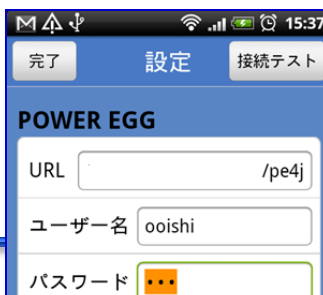 15:37
完了 設定 接続テスト
POWER EGG
URL /pe4j
ユーザー名 ooishi
パスワード •••